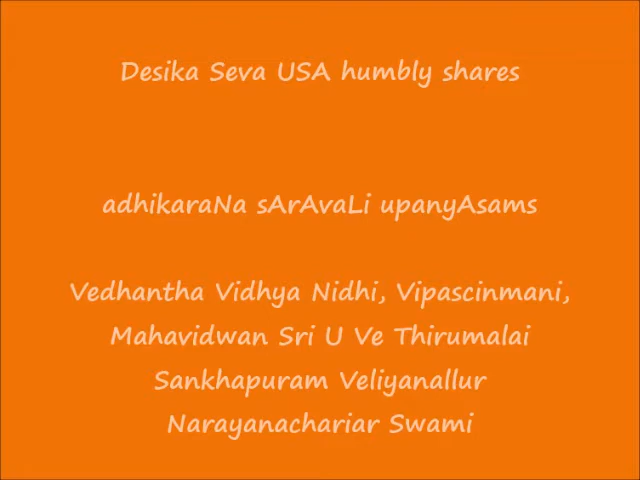 Desika Seva USA humbly shares
adhikaraNa sArAvaLi upanyAsams
Vedhantha Vidhya Nidhi, Vipascinmani,
Mahavidwan Sri U Ve Thirumalai
Sankhapuram Veliyanallur
Narayanachariar Swami